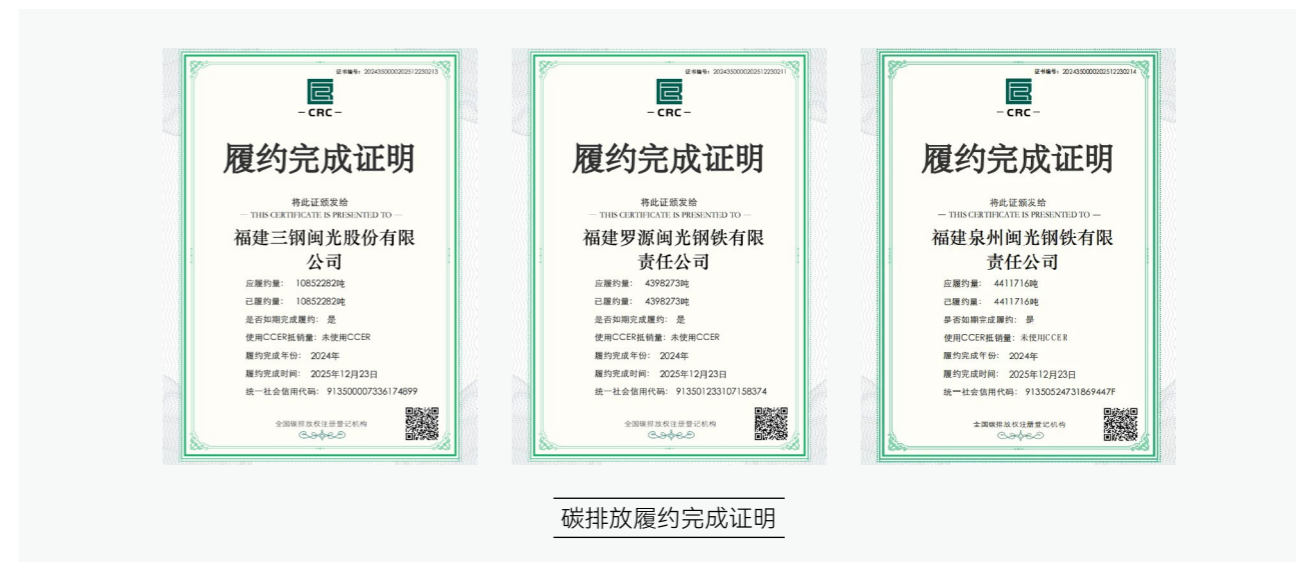 证书编号: 2024350000202512230213
CRC
履约完成证明
将此证颁发给
THIS CERTIFICATE IS PRESENTED TO
福建三钢闽光股份有限
公司
应履约量: 10852282吨
已履约量: 10852282吨
是否如期完成履约: 是
使用CCER抵销量: 未使用CCER
履约完成年份: 2024年
履约完成时间: 2025年12月23日
统一社会信用代码: 913500007336174899
全国碳排放权注册登记机构
证书编号: 2024350000202512230211
CRC
履约完成证明
将此证颁发给
THIS CERTIFICATE IS PRESENTED TO
福建罗源闽光钢铁有限
责任公司
应履约量: 4398273吨
已履约量: 4398273吨
是否如期完成履约: 是
使用CCER抵销量: 未使用CCER
履约完成年份: 2024年
履约完成时间: 2025年12月23日
统一社会信用代码: 913501233107158374
全国碳排放权注册登记机构
证书编号: 2024350000202512230214
CRC
履约完成证明
将此证颁发给
THIS CERTIFICATE IS PRESENTED TO
福建泉州闽光钢铁有限
责任公司
应履约量: 4411716吨
已履约量: 4411716吨
是否如期完成履约: 是
使用CCER抵销量: 未使用CCER
履约完成年份: 2024年
履约完成时间: 2025年12月23日
统一社会信用代码: 91350524731869447F
全国碳排放权注册登记机构
碳排放履约完成证明